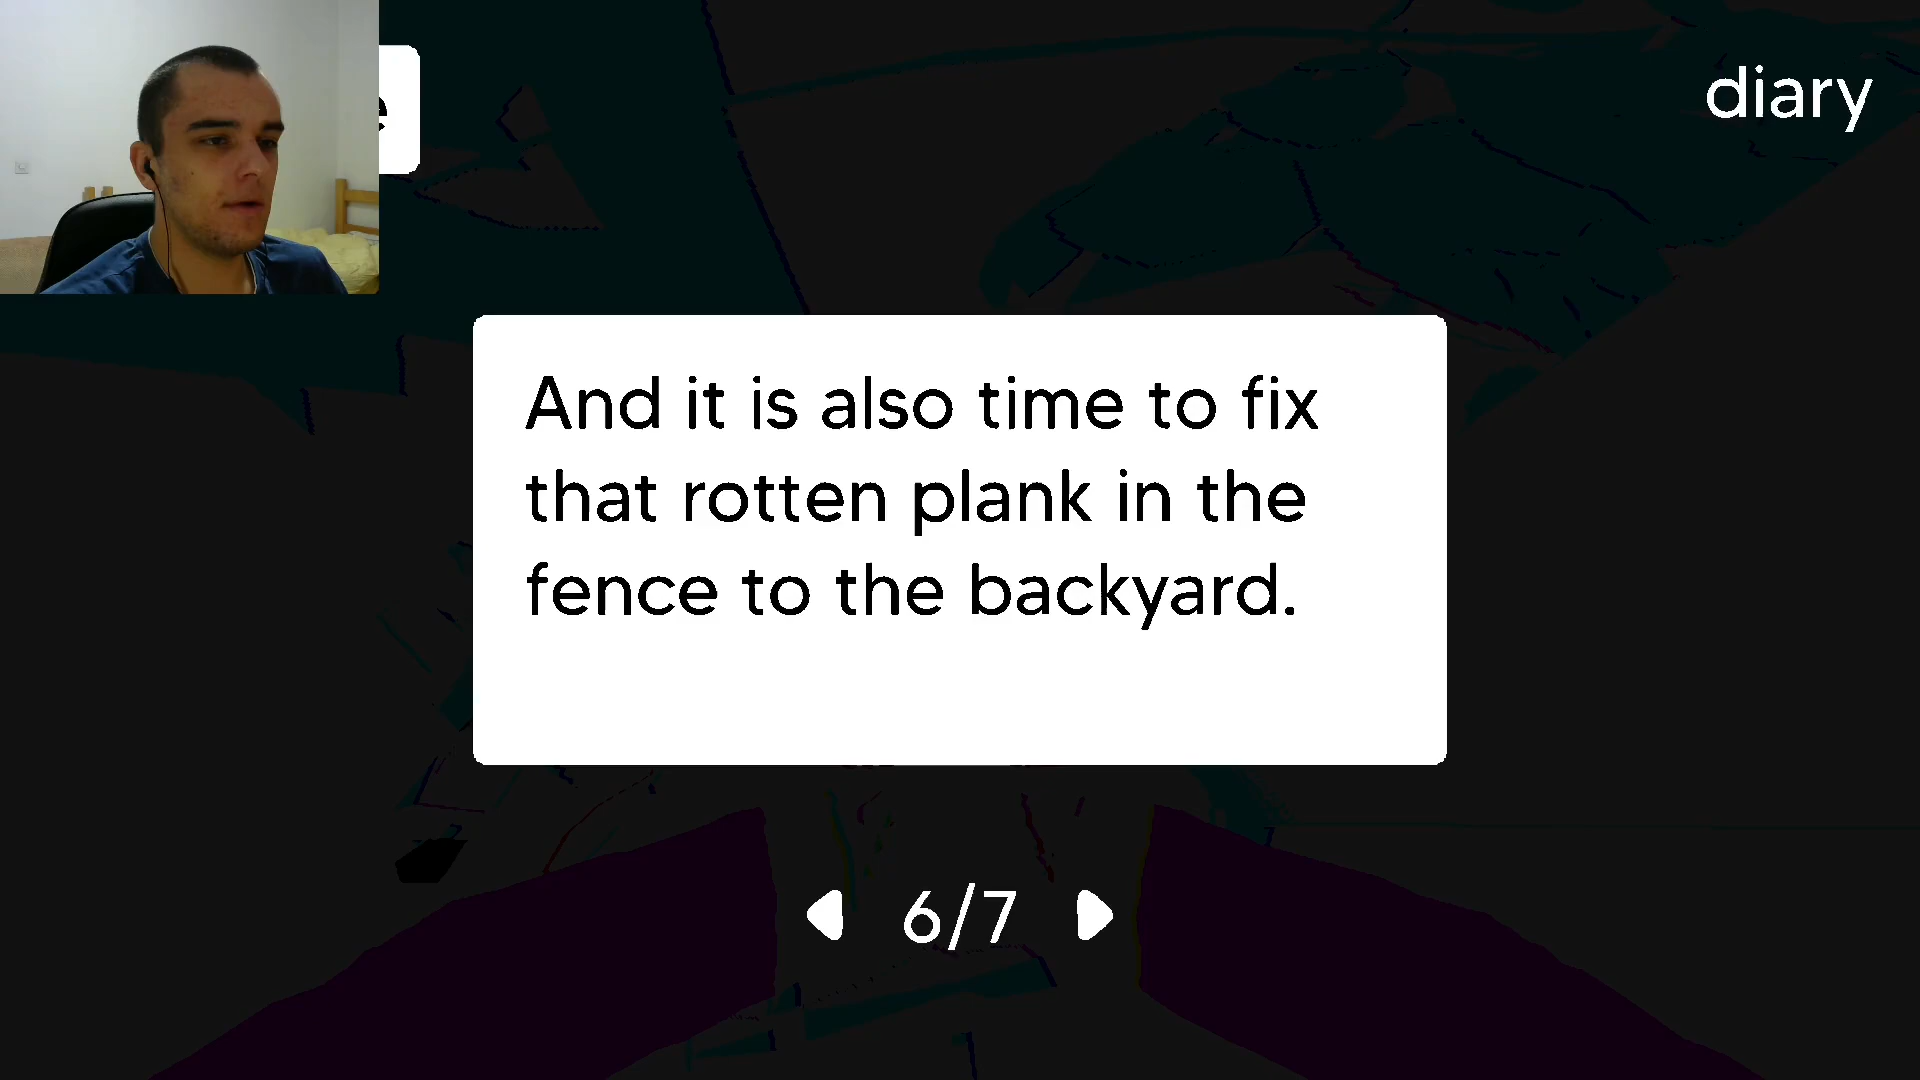 diary
And it is also time to fix
that rotten plank in the
fence to the backyard.
6/7